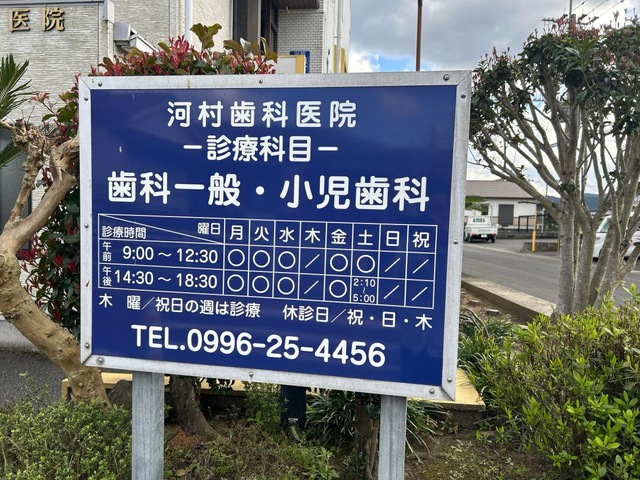 医院
河村歯科医院
ー診療科目ー
歯科一般・小児歯科
診療時間 曜日 月 火 水 木 金 土 日 祝
午前 9:00〜12:30 ○ ○ ○ ／ ○ ○ ／ ／
午後 14:30〜18:30 ○ ○ ○ ／ ○ 2:10〜5:00 ／ ／
木 曜／祝日の週は診療 休診日／祝・日・木
TEL.0996-25-4456